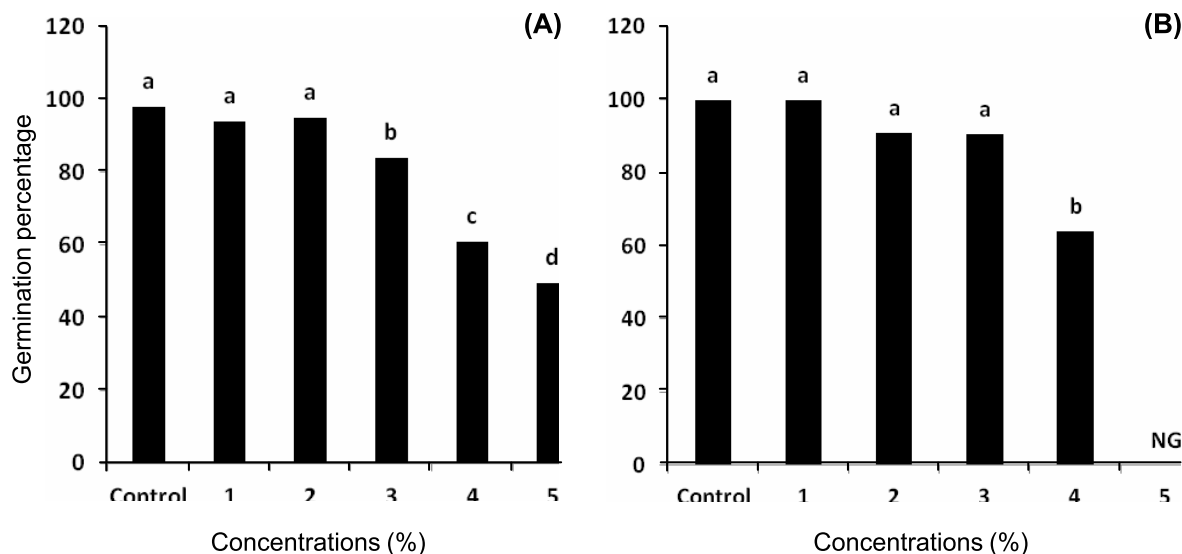 (A)
Germination percentage
120
100
80
60
40
20
0
a
a
a
b
c
d
Control 1 2 3 4 5
Concentrations (%)
(B)
120
100
80
60
40
20
0
a
a
a
a
b
NG
Control 1 2 3 4 5
Concentrations (%)